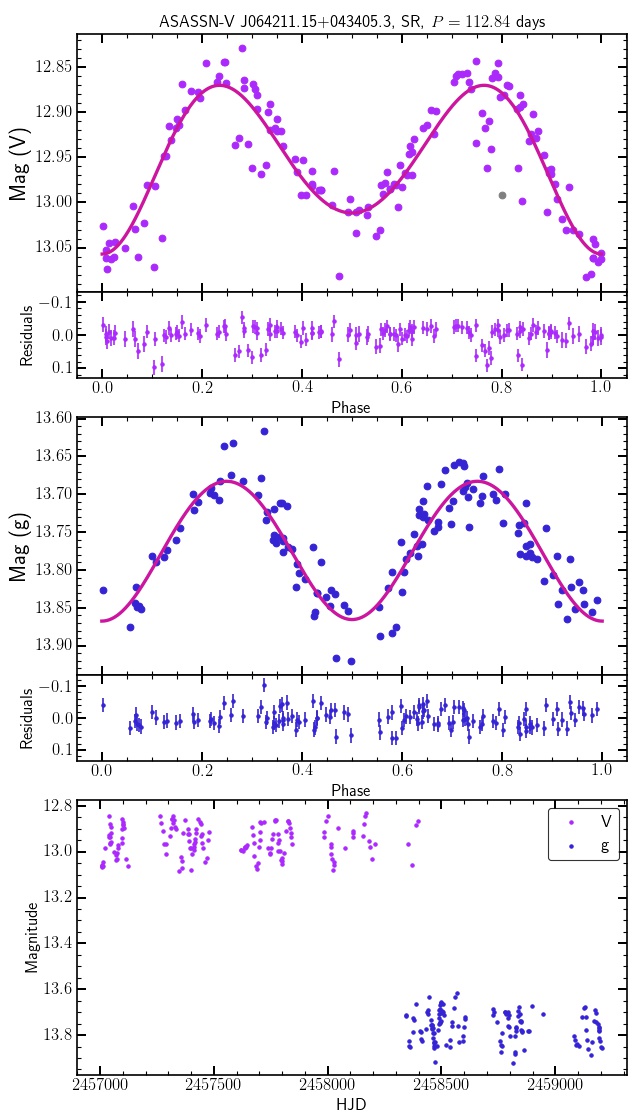 ASASSN-V J064211.15+043405.3, SR, P = 112.84 days
12.85
12.90
12.95
13.00
13.05
Mag (V)
−0.1
0.0
0.1
Residuals
0.0 0.2 0.4 0.6 0.8 1.0
Phase
13.60
13.65
13.70
13.75
13.80
13.85
13.90
Mag (g)
−0.1
0.0
0.1
Residuals
0.0 0.2 0.4 0.6 0.8 1.0
Phase
12.8
13.0
13.2
13.4
13.6
13.8
Magnitude
V
g
2457000 2457500 2458000 2458500 2459000
HJD